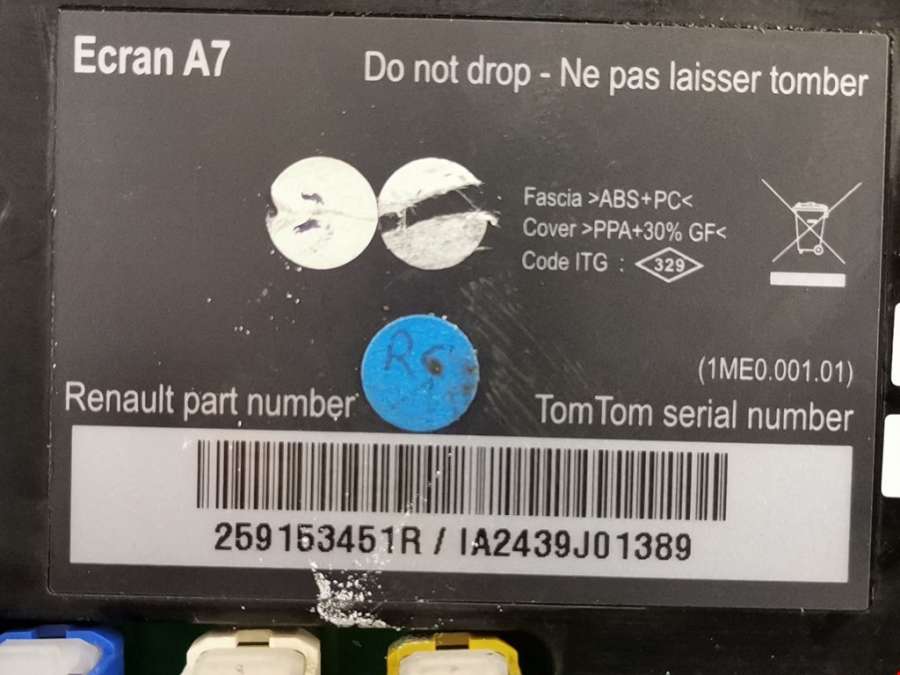 Ecran A7
Do not drop - Ne pas laisser tomber
Fascia >ABS+PC<
Cover >PPA+30% GF<
Code ITG : 329
R6
(1ME0.001.01)
Renault part number
TomTom serial number
259153451R / IA2439J01389